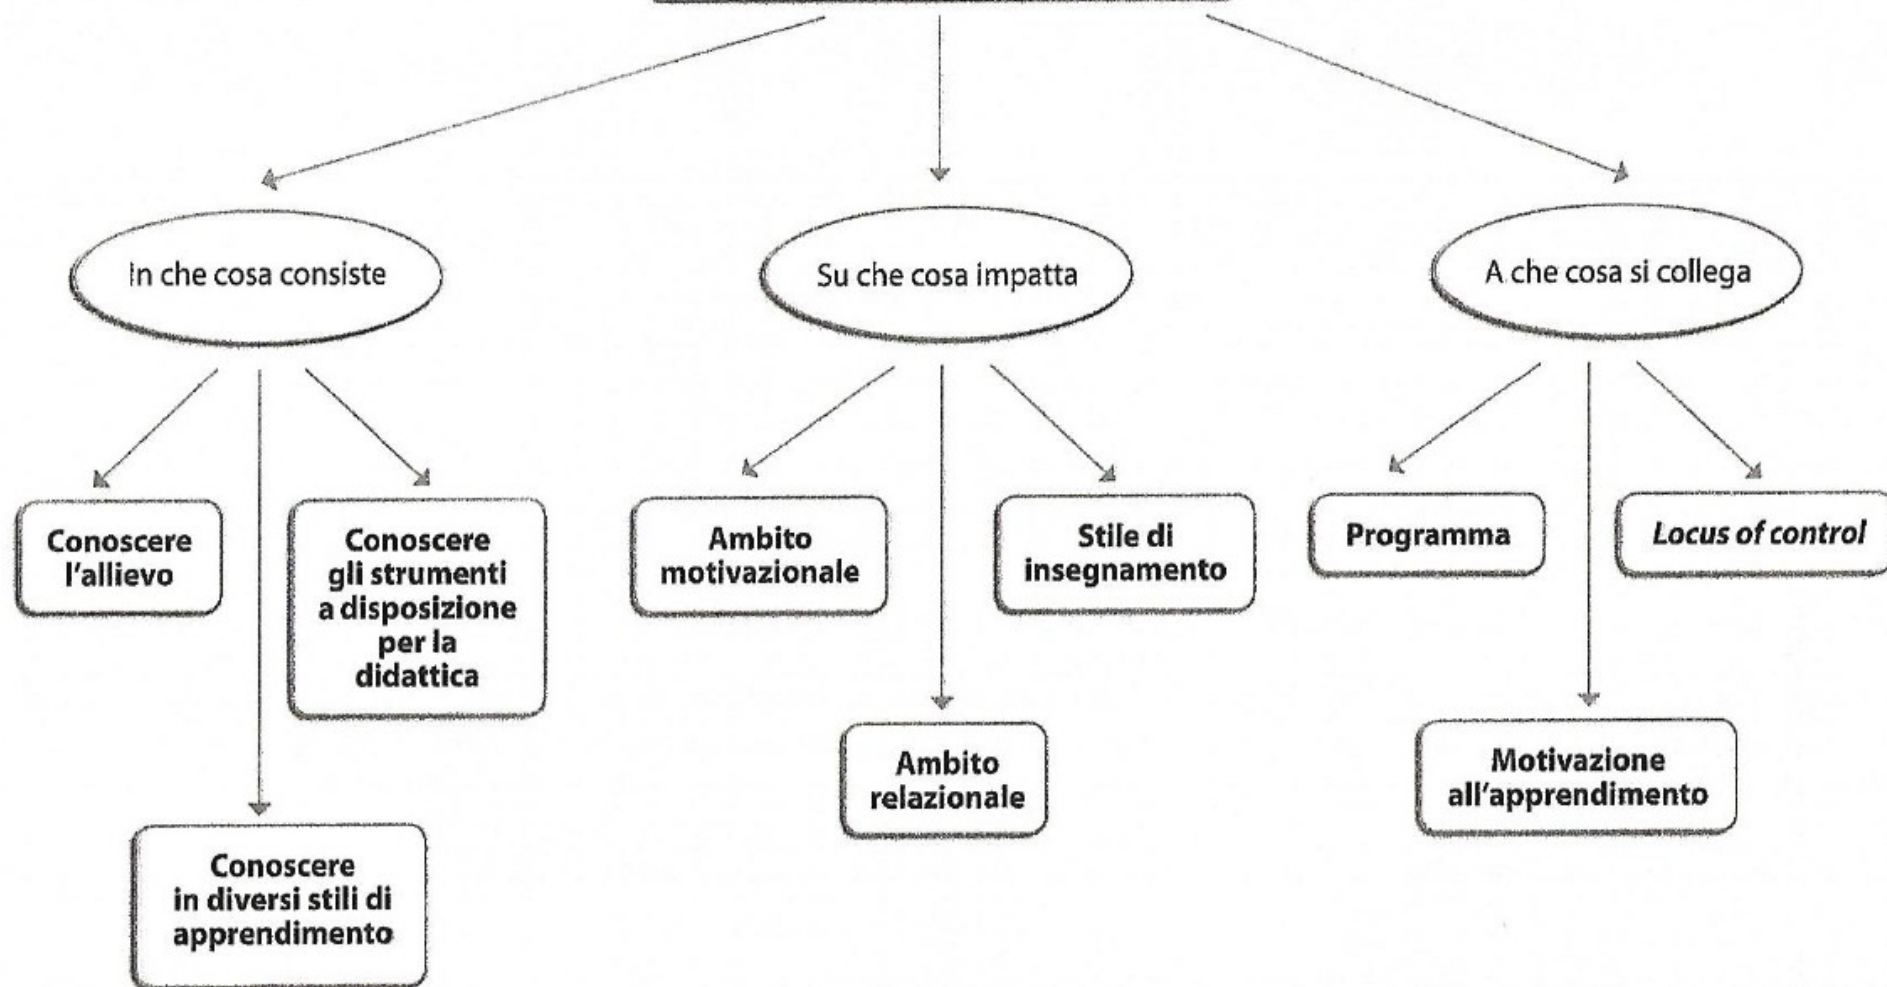 In che cosa consiste
Su che cosa impatta
A che cosa si collega
Conoscere
l'allievo
Conoscere
gli strumenti
a disposizione
per la
didattica
Conoscere
in diversi stili di
apprendimento
Ambito
motivazionale
Stile di
insegnamento
Ambito
relazionale
Programma
Locus of control
Motivazione
all'apprendimento